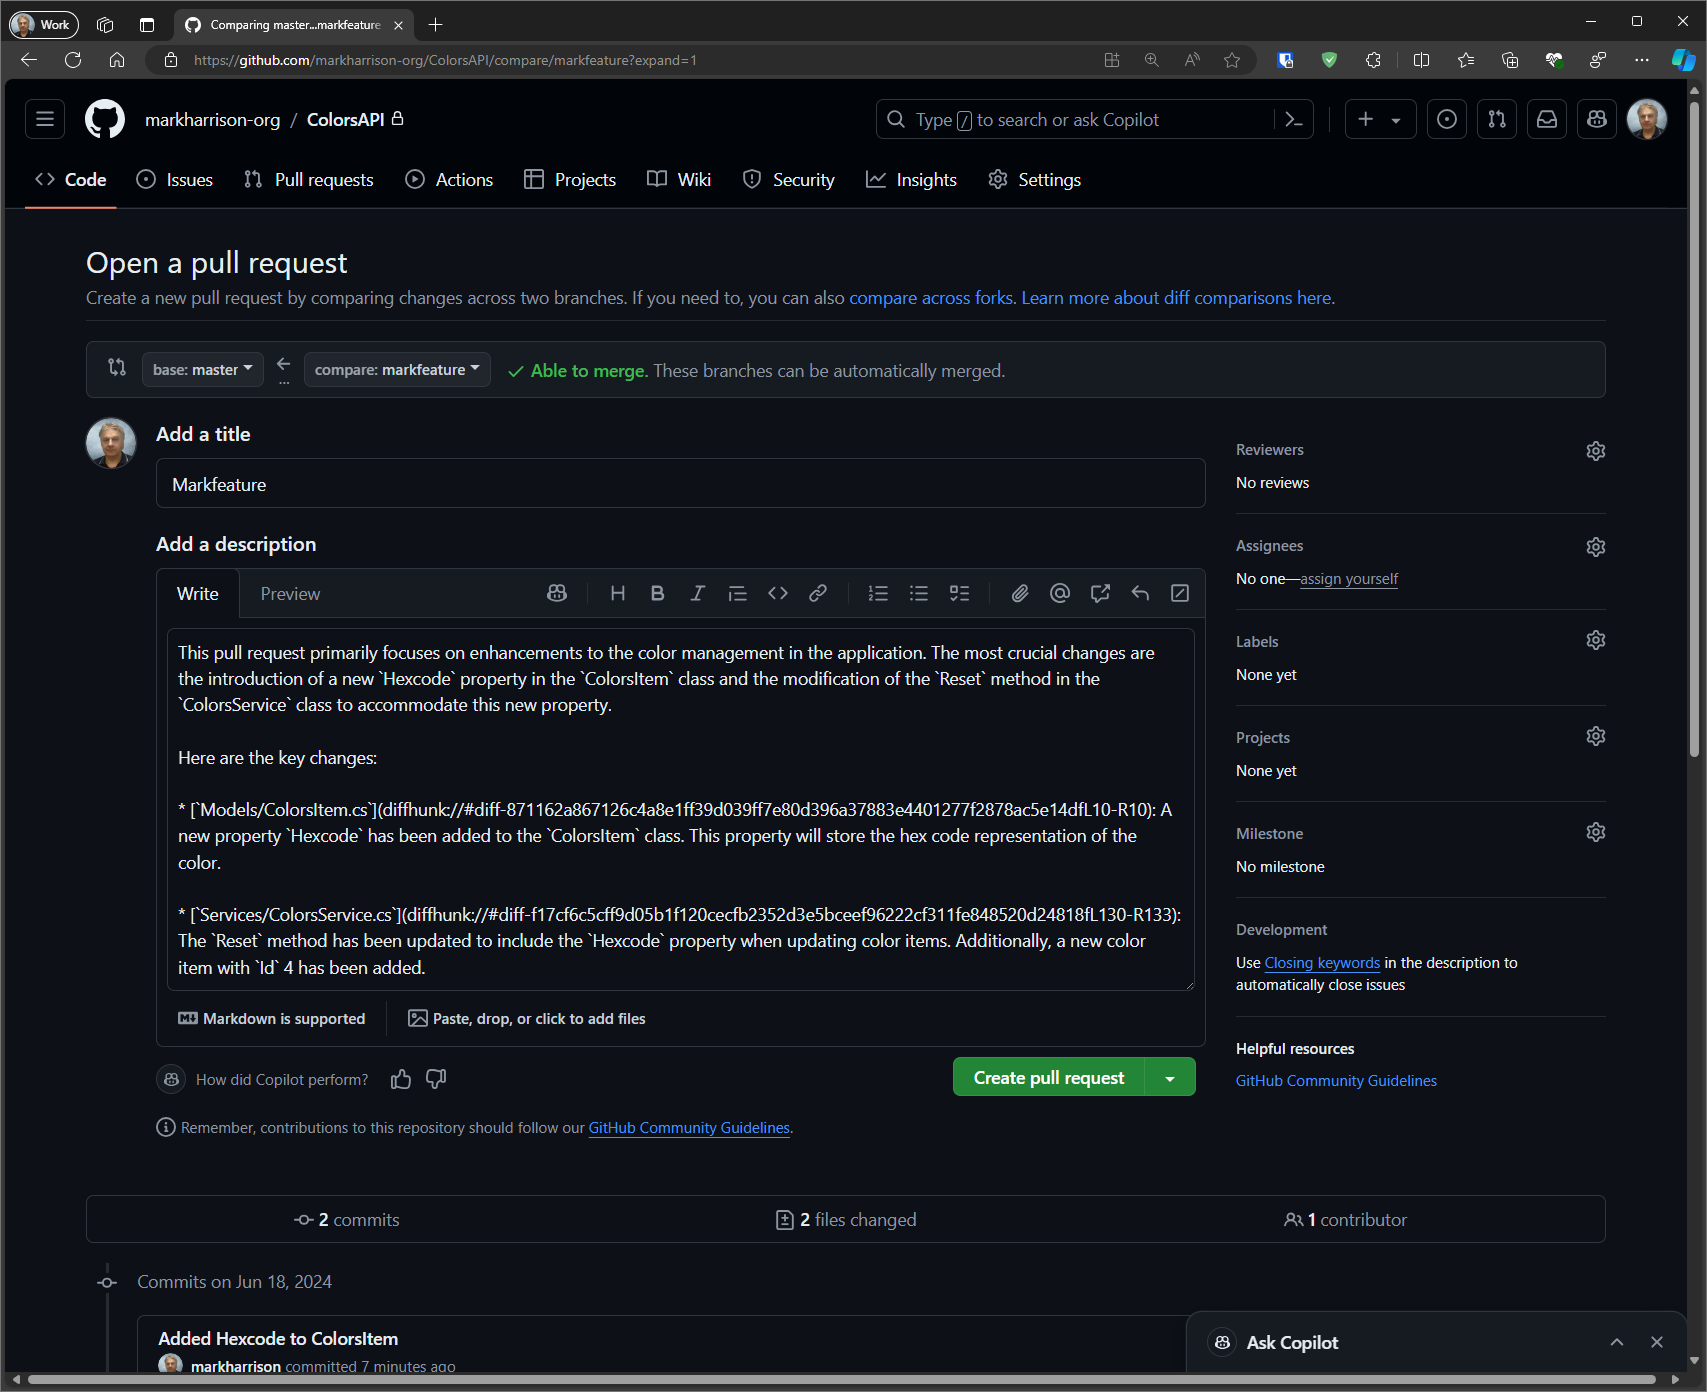 Work
Comparing master...markfeature
https://github.com/markharrison-org/ColorsAPI/compare/markfeature?expand=1
markharrison-org / ColorsAPI
Type / to search or ask Copilot
Code
Issues
Pull requests
Actions
Projects
Wiki
Security
Insights
Settings
Open a pull request
Create a new pull request by comparing changes across two branches. If you need to, you can also compare across forks. Learn more about diff comparisons here.
base: master
...
compare: markfeature
Able to merge. These branches can be automatically merged.
Add a title
Markfeature
Add a description
Write
Preview
This pull request primarily focuses on enhancements to the color management in the application. The most crucial changes are
the introduction of a new `Hexcode` property in the `ColorsItem` class and the modification of the `Reset` method in the
`ColorsService` class to accommodate this new property.
Here are the key changes:
* [`Models/ColorsItem.cs`](diffhunk://#diff-871162a867126c4a8e1ff39d039ff7e80d396a37883e4401277f2878ac5e14dfL10-R10): A
new property `Hexcode` has been added to the `ColorsItem` class. This property will store the hex code representation of the
color.
* [`Services/ColorsService.cs`](diffhunk://#diff-f17cf6c5cff9d05b1f120cecfb2352d3e5bceef96222cf311fe848520d24818fL130-R133):
The `Reset` method has been updated to include the `Hexcode` property when updating color items. Additionally, a new color
item with `Id` 4 has been added.
Markdown is supported
Paste, drop, or click to add files
How did Copilot perform?
Create pull request
Remember, contributions to this repository should follow our GitHub Community Guidelines.
Reviewers
No reviews
Assignees
No one—assign yourself
Labels
None yet
Projects
None yet
Milestone
No milestone
Development
Use Closing keywords in the description to
automatically close issues
Helpful resources
GitHub Community Guidelines
2 commits
2 files changed
1 contributor
Commits on Jun 18, 2024
Added Hexcode to ColorsItem
markharrison committed 7 minutes ago
Ask Copilot